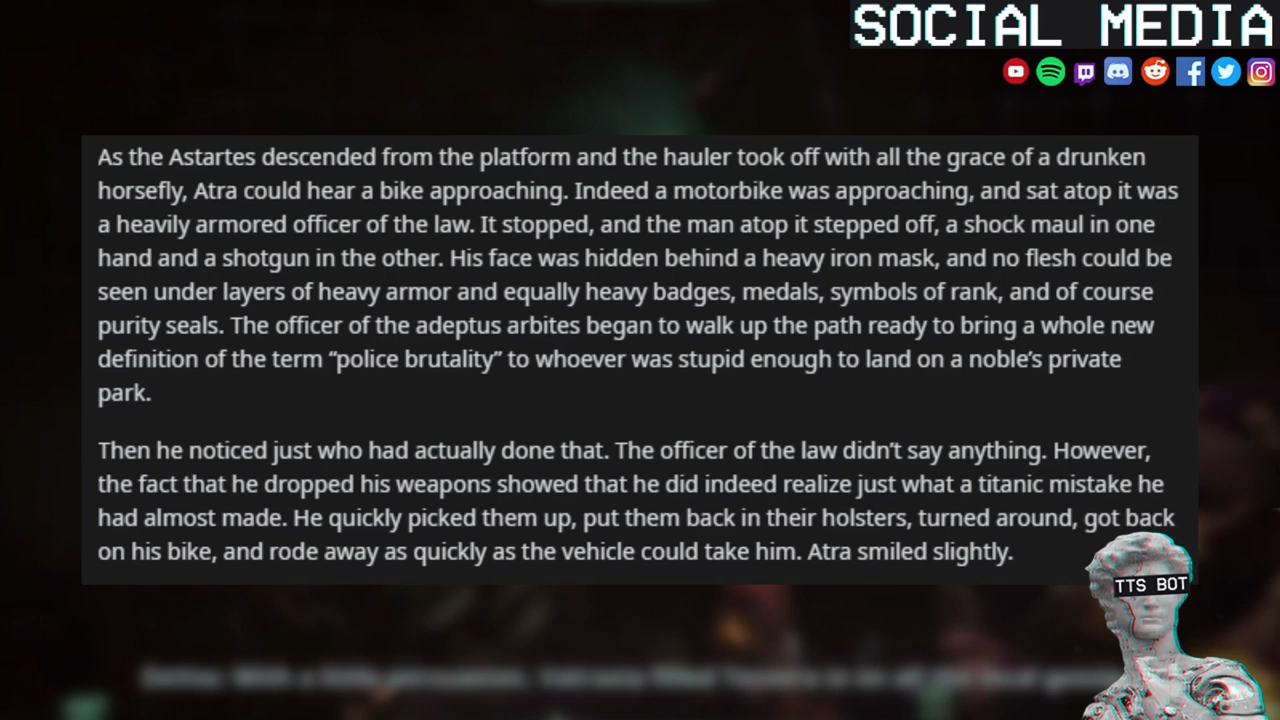 SOCIAL MEDIA
As the Astartes descended from the platform and the hauler took off with all the grace of a drunken
horsefly, Atra could hear a bike approaching. Indeed a motorbike was approaching, and sat atop it was
a heavily armored officer of the law. It stopped, and the man atop it stepped off, a shock maul in one
hand and a shotgun in the other. His face was hidden behind a heavy iron mask, and no flesh could be
seen under layers of heavy armor and equally heavy badges, medals, symbols of rank, and of course
purity seals. The officer of the adeptus arbites began to walk up the path ready to bring a whole new
definition of the term “police brutality” to whoever was stupid enough to land on a noble’s private
park.
Then he noticed just who had actually done that. The officer of the law didn’t say anything. However,
the fact that he dropped his weapons showed that he did indeed realize just what a titanic mistake he
had almost made. He quickly picked them up, put them back in their holsters, turned around, got back
on his bike, and rode away as quickly as the vehicle could take him. Atra smiled slightly.
TTS BOT